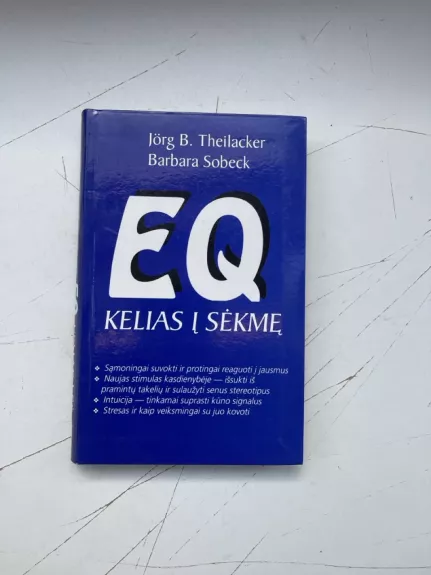 Jörg B. Theilacker
Barbara Sobeck
EQ
KELIAS Į SĖKMĘ
❖ Sąmoningai suvokti ir protingai reaguoti į jausmus
❖ Naujas stimulas kasdienybėje — išsukti iš
pramintų takelių ir sulaužyti senus stereotipus
❖ Intuicija — tinkamai suprasti kūno signalus
❖ Stresas ir kaip veiksmingai su juo kovoti